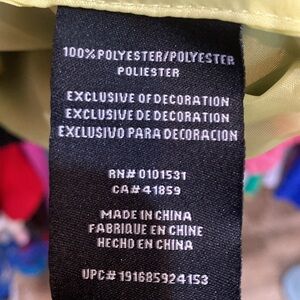 100% POLYESTER/POLYESTER
POLIESTER
EXCLUSIVE OF DECORATION
EXCLUSIVE DE DECORATION
EXCLUSIVO PARA DECORACION
RN# 0101531
CA# 41859
MADE IN CHINA
FABRIQUE EN CHINE
HECHO EN CHINA
UPC# 191685924153